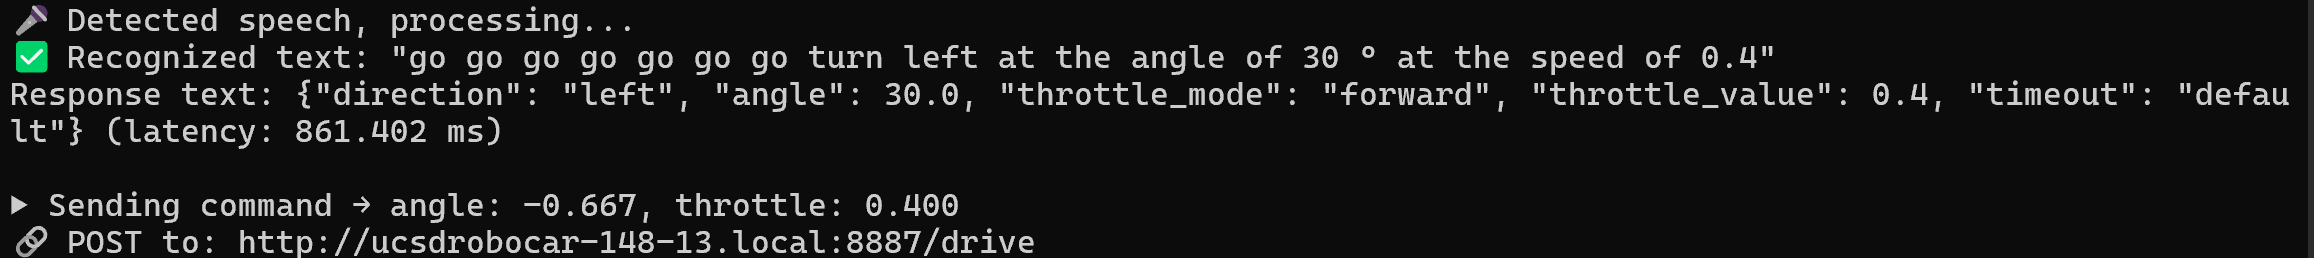 🎤 Detected speech, processing...
✅ Recognized text: "go go go go go go go turn left at the angle of 30 ° at the speed of 0.4"
Response text: {"direction": "left", "angle": 30.0, "throttle_mode": "forward", "throttle_value": 0.4, "timeout": "defau
lt"} (latency: 861.402 ms)
▶ Sending command → angle: -0.667, throttle: 0.400
🔗 POST to: http://ucsdrobocar-148-13.local:8887/drive